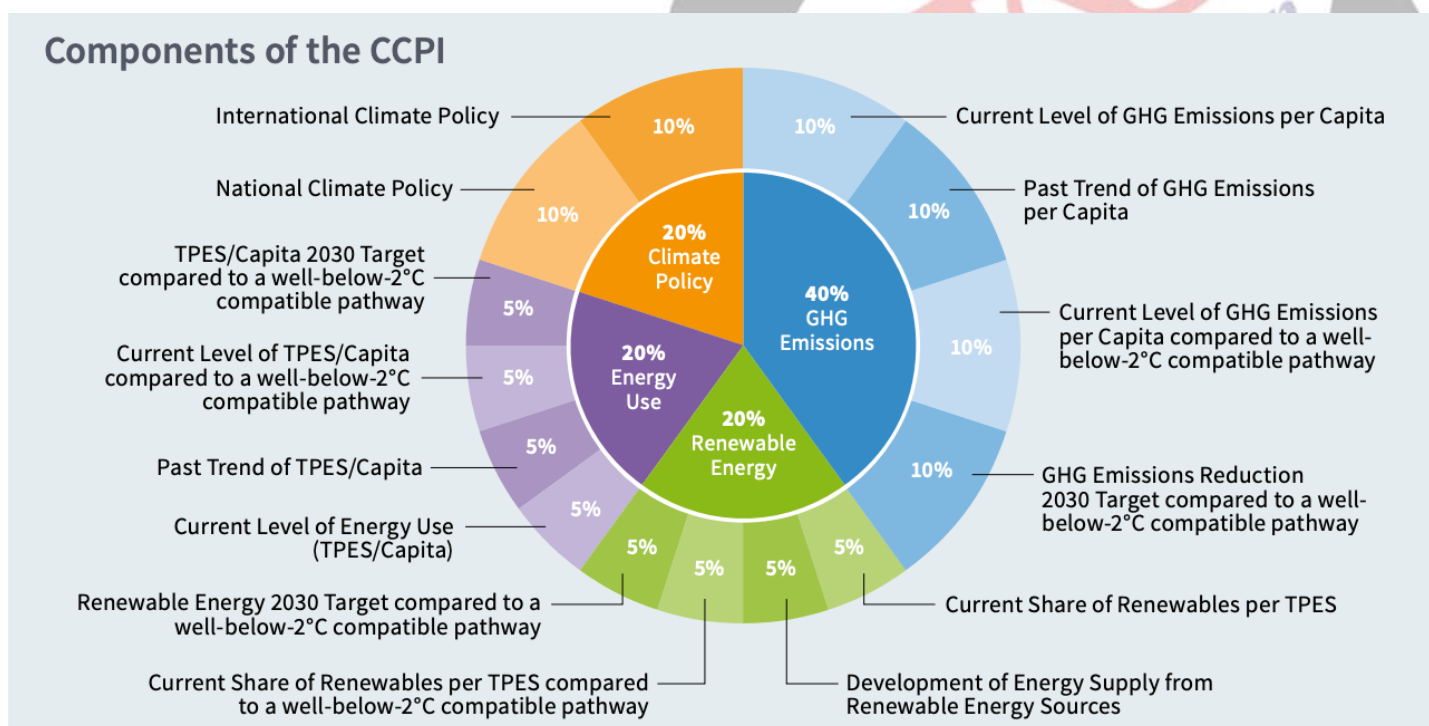 Components of the CCPI
International Climate Policy
10%
10%
Current Level of GHG Emissions per Capita
National Climate Policy
10%
10%
Past Trend of GHG Emissions
per Capita
20%
Climate
Policy
TPES/Capita 2030 Target
compared to a well-below-2°C
compatible pathway
5%
40%
GHG
Emissions
10%
Current Level of GHG Emissions
per Capita compared to a well-
below-2°C compatible pathway
Current Level of TPES/Capita
compared to a well-below-2°C
compatible pathway
5%
20%
Energy
Use
20%
Renewable
Energy
Past Trend of TPES/Capita
5%
10%
GHG Emissions Reduction
2030 Target compared to a well-
below-2°C compatible pathway
Current Level of Energy Use
(TPES/Capita)
5%
5%
5%
5%
5%
Renewable Energy 2030 Target compared to a
well-below-2°C compatible pathway
Current Share of Renewables per TPES
Current Share of Renewables per TPES compared
to a well-below-2°C compatible pathway
Development of Energy Supply from
Renewable Energy Sources